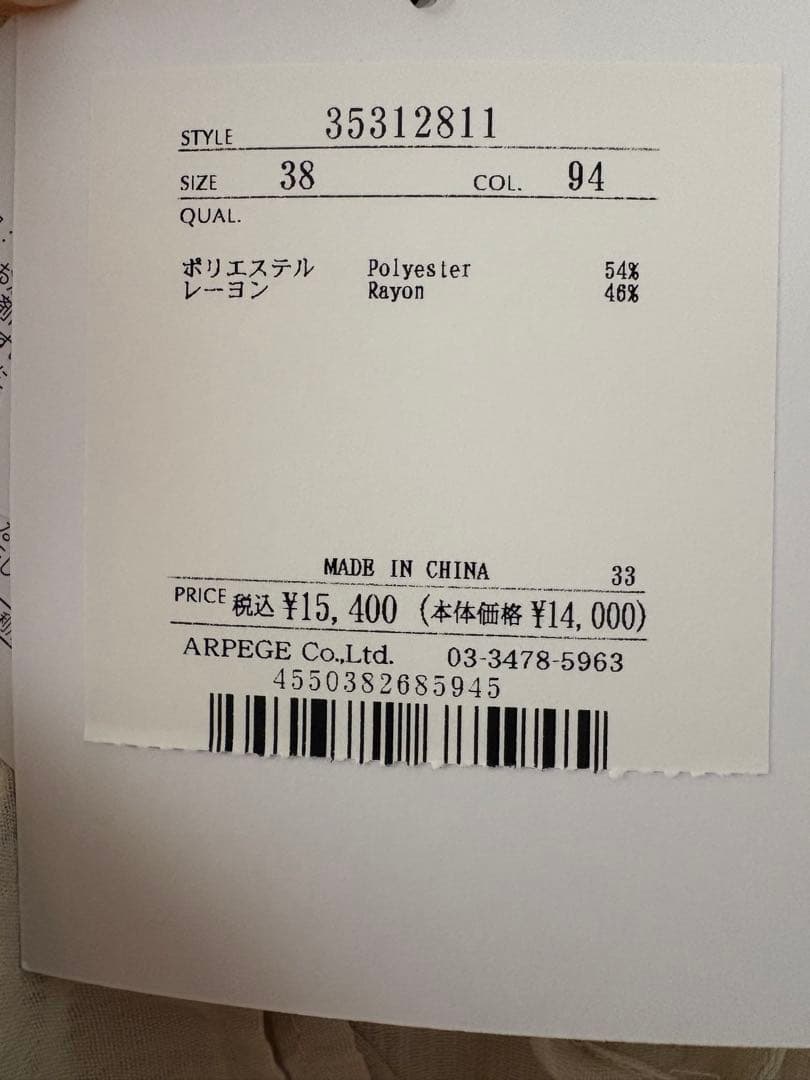 STYLE 35312811
SIZE 38 COL. 94
QUAL.
ポリエステル Polyester 54%
レーヨン Rayon 46%
MADE IN CHINA 33
PRICE 税込 ¥15,400 (本体価格 ¥14,000)
ARPEGE Co.,Ltd. 03-3478-5963
4550382685945